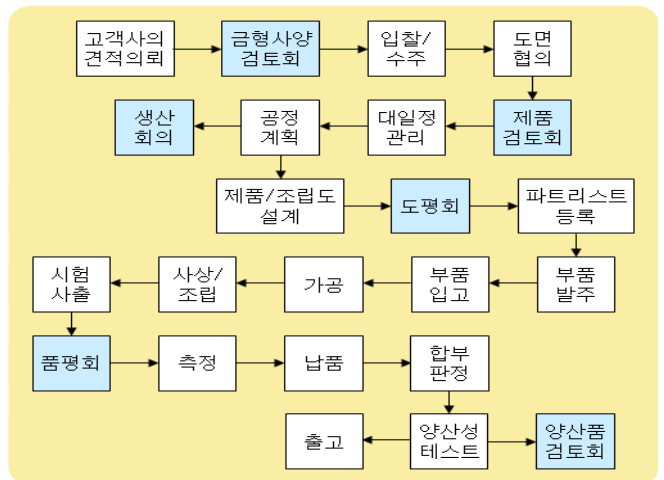 고객사의
견적의뢰
금형사양
검토회
입찰/
수주
도면
협의
생산
회의
공정
계획
대일정
관리
제품
검토회
제품/조립도
설계
도평회
파트리스트
등록
시험
사출
사상/
조립
가공
부품
입고
부품
발주
품평회
측정
납품
합부
판정
출고
양산성
테스트
양산품
검토회